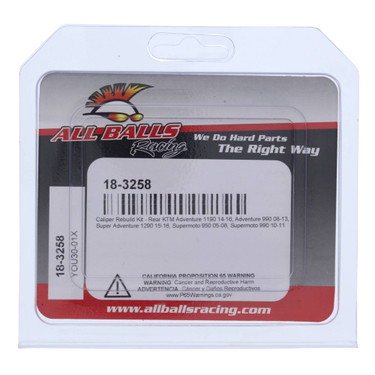 ALL BALLS
Racing
We Do Hard Parts
The Right Way
18-3258
Caliper Rebuild Kit - Rear KTM Adventure 1190 14-16, Adventure 990 08-13,
Super Adventure 1290 15-16, Supermoto 950 05-08, Supermoto 990 10-11
18-3258
YOU30-01X
CALIFORNIA PROPOSITION 65 WARNING
WARNING: Cancer and Reproductive Harm
ADVERTENCIA: Cáncer y Daños Reproductivos
www.P65Warnings.ca.gov
www.allballsracing.com